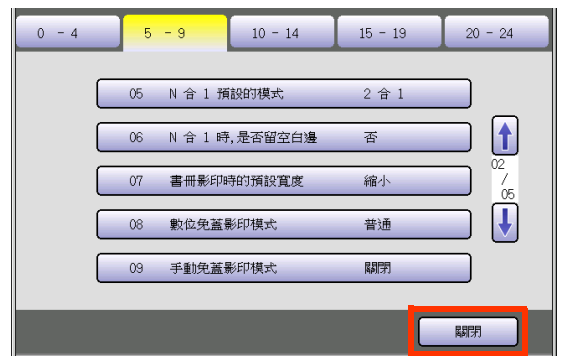 0 - 4
5 - 9
10 - 14
15 - 19
20 - 24
05 N 合 1 預設的模式 2 合 1
06 N 合 1 時,是否留空白邊 否
07 書冊影印時的預設寬度 縮小
08 數位免蓋影印模式 普通
09 手動免蓋影印模式 關閉
02
/
05
關閉